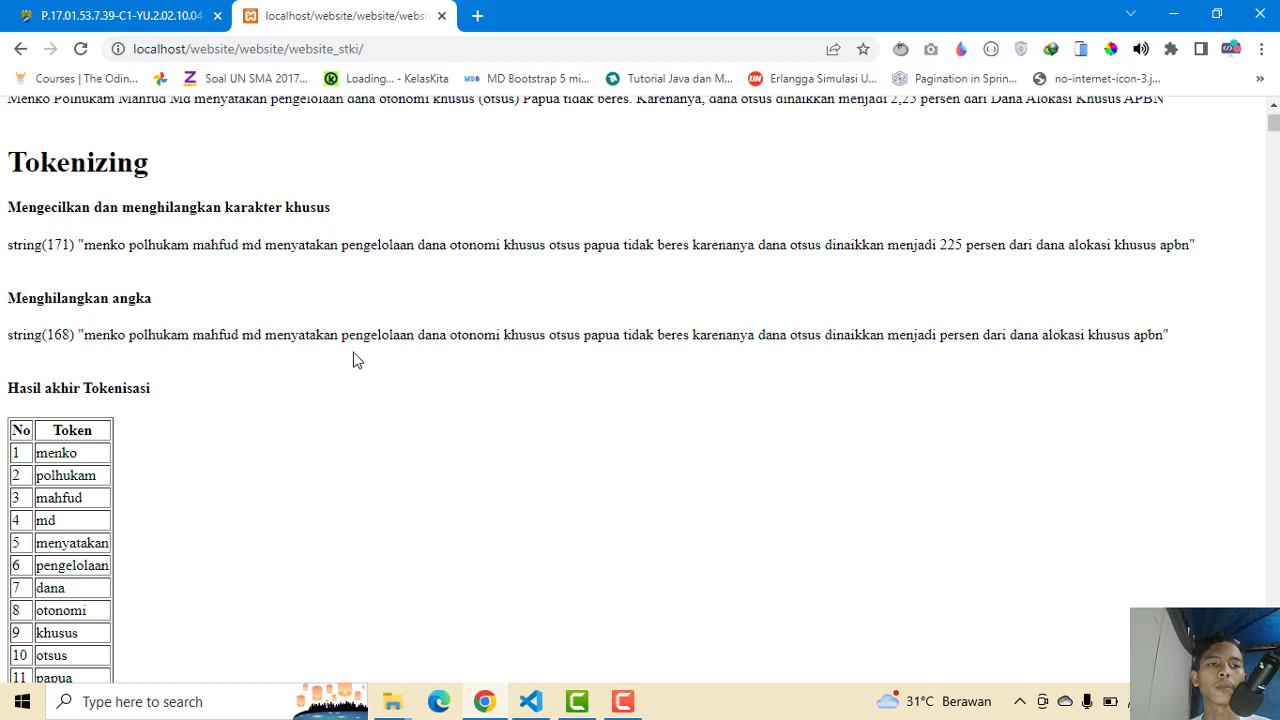 P.17.01.53.7.39-C1-YU.2.02.10.04
localhost/website/website/websi
localhost/website/website/website_stki/
Courses | The Odin...
Soal UN SMA 2017...
Loading... - KelasKita
MD Bootstrap 5 mi...
Tutorial Java dan M...
Erlangga Simulasi U...
Pagination in Sprin...
no-internet-icon-3.j...
»
Menko Polhukam Mahfud Md menyatakan pengelolaan dana otonomi khusus (otsus) Papua tidak beres. Karenanya, dana otsus dinaikkan menjadi 2,25 persen dari Dana Alokasi Khusus APBN
Tokenizing
Mengecilkan dan menghilangkan karakter khusus
string(171) "menko polhukam mahfud md menyatakan pengelolaan dana otonomi khusus otsus papua tidak beres karenanya dana otsus dinaikkan menjadi 225 persen dari dana alokasi khusus apbn"
Menghilangkan angka
string(168) "menko polhukam mahfud md menyatakan pengelolaan dana otonomi khusus otsus papua tidak beres karenanya dana otsus dinaikkan menjadi persen dari dana alokasi khusus apbn"
Hasil akhir Tokenisasi
No Token
1 menko
2 polhukam
3 mahfud
4 md
5 menyatakan
6 pengelolaan
7 dana
8 otonomi
9 khusus
10 otsus
11 papua
Type here to search
31°C Berawan